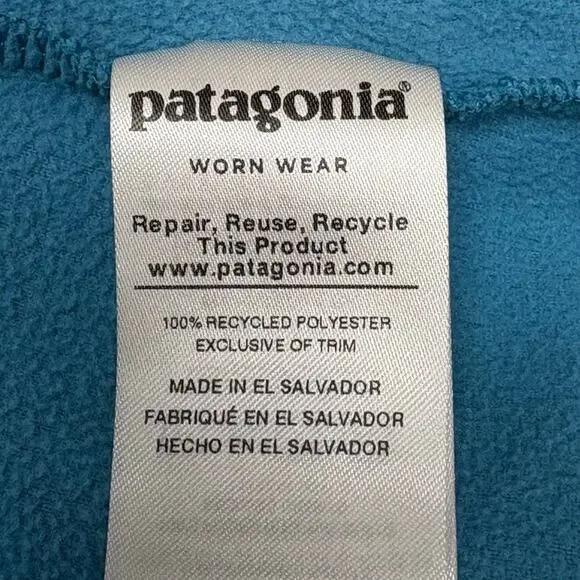 patagonia®
WORN WEAR
Repair, Reuse, Recycle
This Product
www.patagonia.com
100% RECYCLED POLYESTER
EXCLUSIVE OF TRIM
MADE IN EL SALVADOR
FABRIQUÉ EN EL SALVADOR
HECHO EN EL SALVADOR